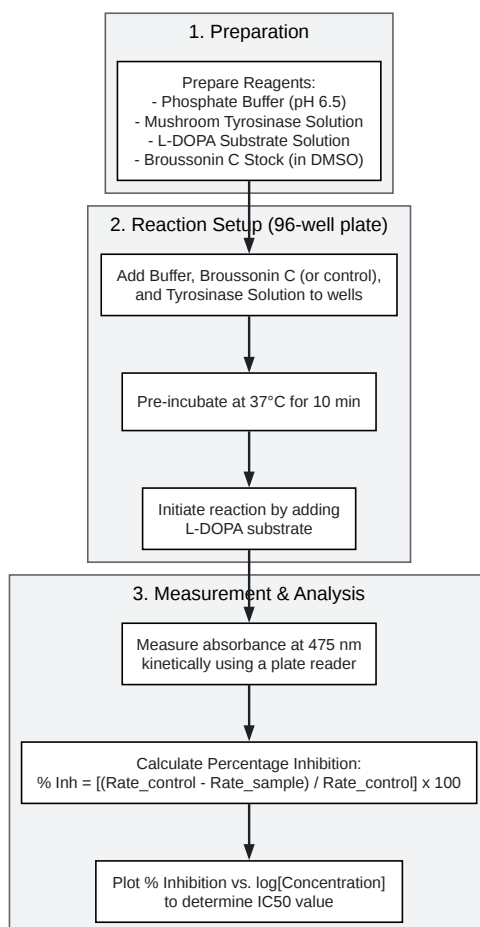 1. Preparation
Prepare Reagents:
- Phosphate Buffer (pH 6.5)
- Mushroom Tyrosinase Solution
- L-DOPA Substrate Solution
- Broussonin C Stock (in DMSO)
2. Reaction Setup (96-well plate)
Add Buffer, Broussonin C (or control),
and Tyrosinase Solution to wells
Pre-incubate at 37°C for 10 min
Initiate reaction by adding
L-DOPA substrate
3. Measurement & Analysis
Measure absorbance at 475 nm
kinetically using a plate reader
Calculate Percentage Inhibition:
% Inh = [(Rate_control - Rate_sample) / Rate_control] x 100
Plot % Inhibition vs. log[Concentration]
to determine IC50 value